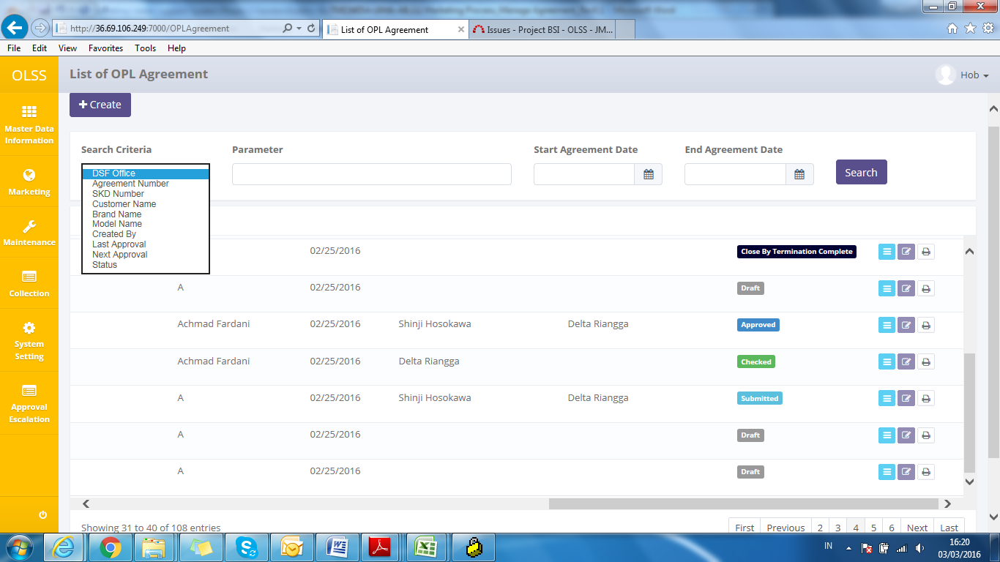 http://36.69.106.249:7000/OPLAgreement
List of OPL Agreement
Issues - Project BSI - OLSS - JM...
File Edit View Favorites Tools Help
OLSS
List of OPL Agreement
Hob
Create
Master Data
Information
Marketing
Maintenance
Collection
System
Setting
Approval
Escalation
Search Criteria Parameter Start Agreement Date End Agreement Date
Search
DSF Office
Agreement Number
SKD Number
Customer Name
Brand Name
Model Name
Created By
Last Approval
Next Approval
Status
02/25/2016 Close By Termination Complete
A 02/25/2016 Draft
Achmad Fardani 02/25/2016 Shinji Hosokawa Delta Riangga Approved
Achmad Fardani 02/25/2016 Delta Riangga Checked
A 02/25/2016 Shinji Hosokawa Delta Riangga Submitted
A 02/25/2016 Draft
A 02/25/2016 Draft
Showing 31 to 40 of 108 entries
First Previous 2 3 4 5 6 Next Last
IN
16:20
03/03/2016